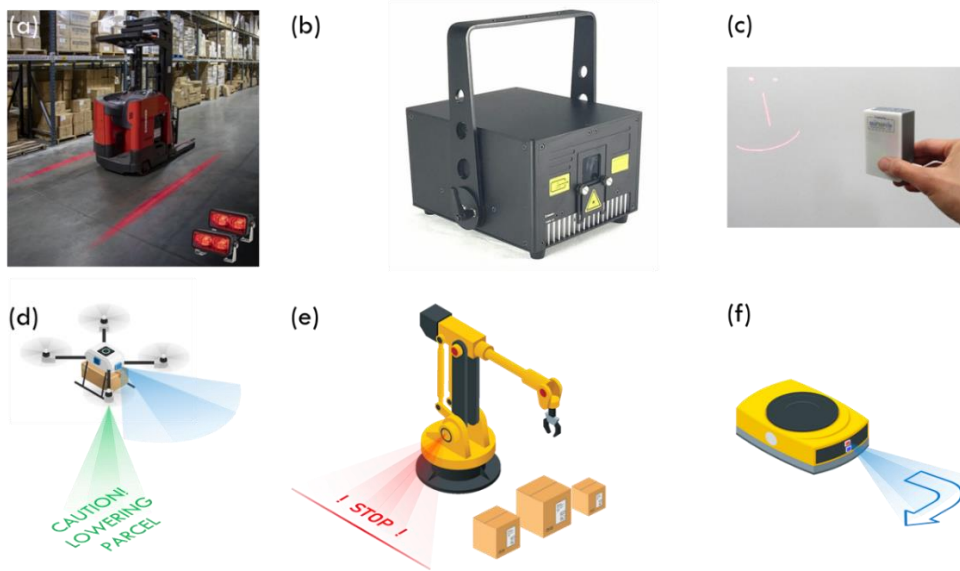 (a)
(b)
(c)
(d)
CAUTION!
LOWERING
PARCEL
(e)
! STOP !
(f)